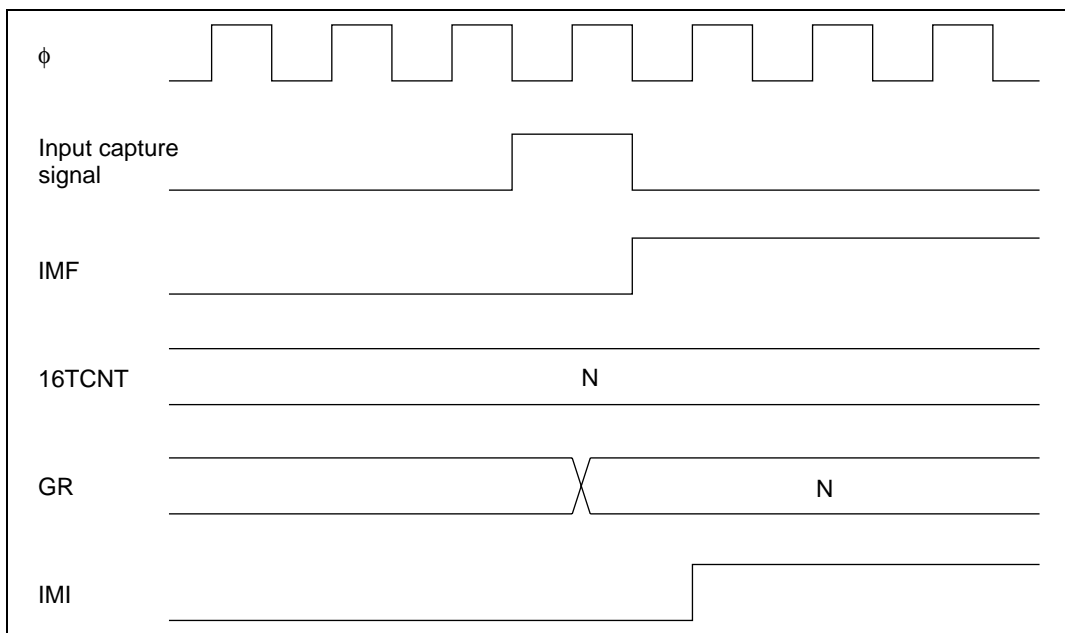 ϕ
Input capture
signal
IMF
16TCNT
N
GR
N
IMI